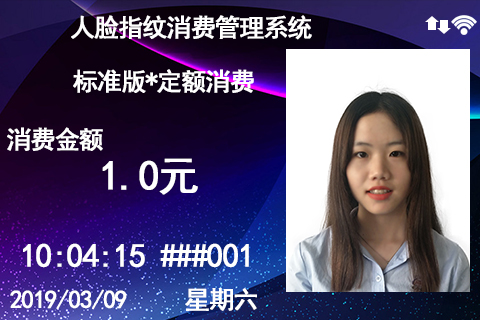 人脸指纹消费管理系统
标准版*定额消费
消费金额
1.0元
10:04:15 ###001
2019/03/09 星期六